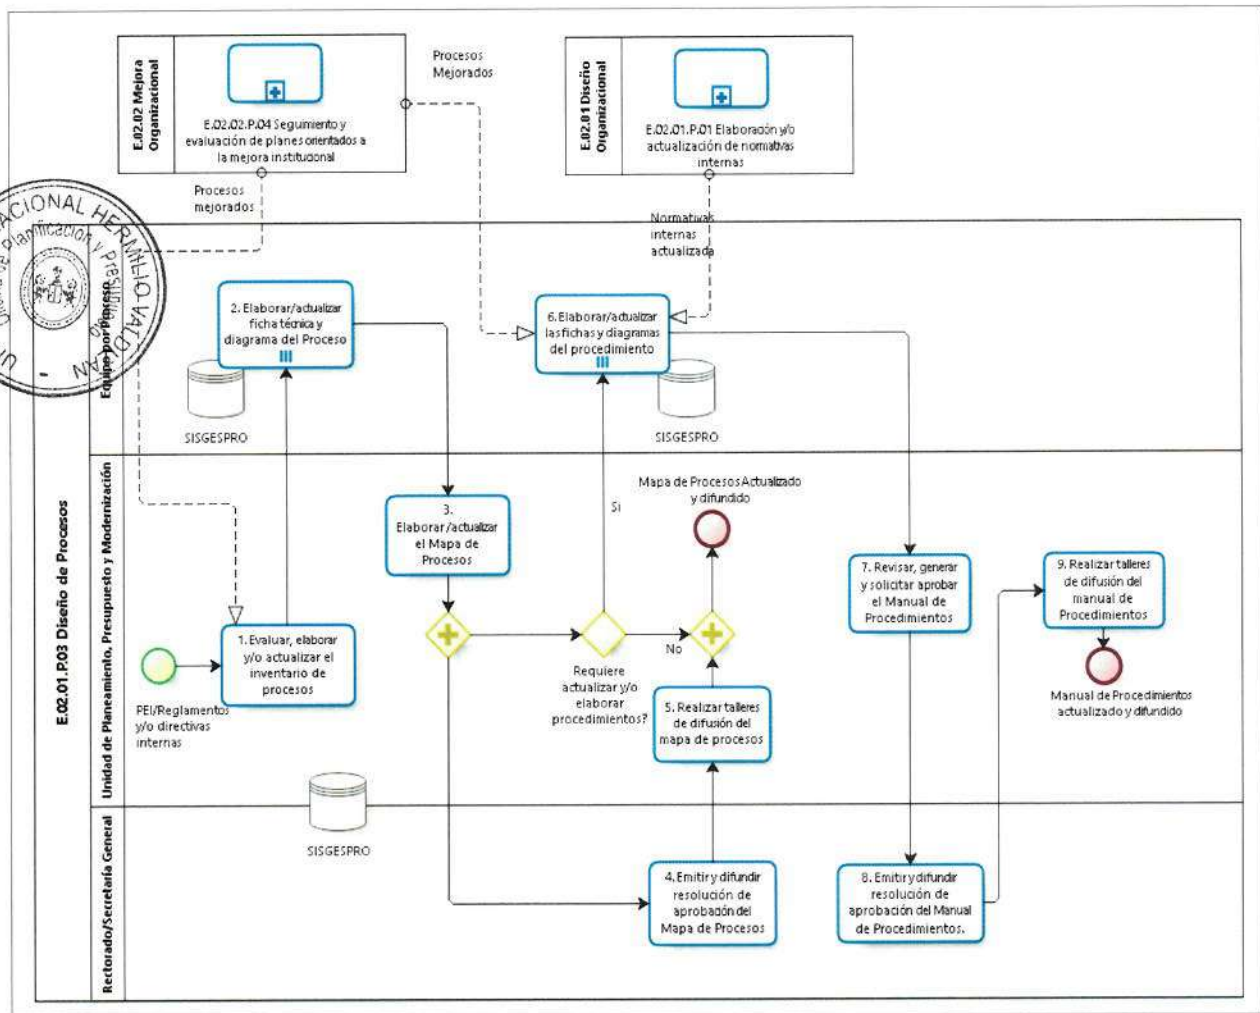 E.02.02 Mejora
Organizacional
E.02.02.P.04 Seguimiento y
evaluación de planes orientados a
la mejora institucional
Procesos
Mejorados
E.02.01 Diseño
Organizacional
E.02.01.P.01 Elaboración y/o
actualización de normativas
internas
Procesos
mejorados
Normativas
internas
actualizada
NACIONAL HERMILIO VALDIZAN
Planificación y Presupuesto
E.02.01.P.03 Diseño de Procesos
Equipo por Proceso
2. Elaborar/actualizar
ficha técnica y
diagrama del Proceso
SISGESPRO
6. Elaborar/actualizar
las fichas y diagramas
del procedimiento
SISGESPRO
Unidad de Planeamiento, Presupuesto y Modernización
3.
Elaborar/actualizar
el Mapa de
Procesos
Si
Mapa de Procesos Actualizado
y difundido
7. Revisar, generar
y solicitar aprobar
el Manual de
Procedimientos
9. Realizar talleres
de difusión del
manual de
Procedimientos
1. Evaluar, elaborar
y/o actualizar el
inventario de
procesos
PEI/Reglamentos
y/o directivas
internas
No
Requiere
actualizar y/o
elaborar
procedimientos?
5. Realizar talleres
de difusión del
mapa de procesos
Manual de Procedimientos
actualizado y difundido
SISGESPRO
Rectorado/Secretaría General
4. Emitir y difundir
resolución de
aprobación del
Mapa de Procesos
8. Emitir y difundir
resolución de
aprobación del Manual
de Procedimientos.